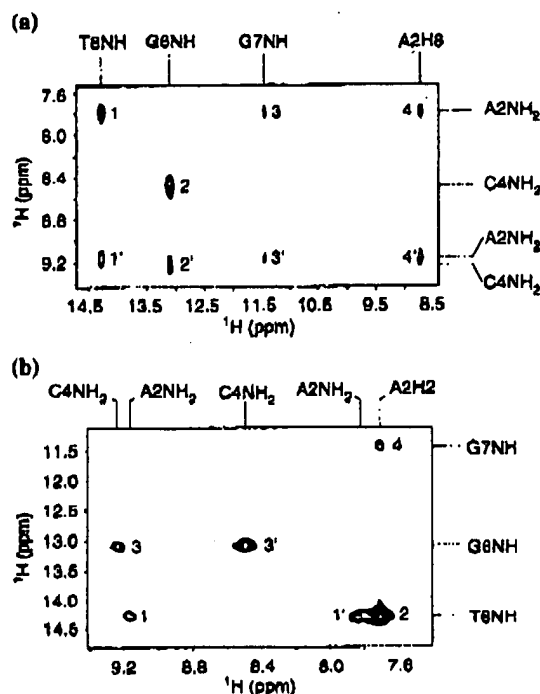 (a)
T8NH G6NH G7NH A2H8
7.6
8.0
8.4
8.8
9.2
1H (ppm)
1 3 4
2
1' 2' 3' 4'
A2NH2
C4NH2
A2NH2
C4NH2
14.5 13.5 12.5 11.5 10.5 9.5 8.5
1H (ppm)
(b)
C4NH2 A2NH2 C4NH2 A2NH2 A2H2
11.5
12.0
12.5
13.0
13.5
14.0
14.5
1H (ppm)
4
3 3'
1 1' 2
G7NH
G6NH
T8NH
9.2 8.8 8.4 8.0 7.6
1H (ppm)